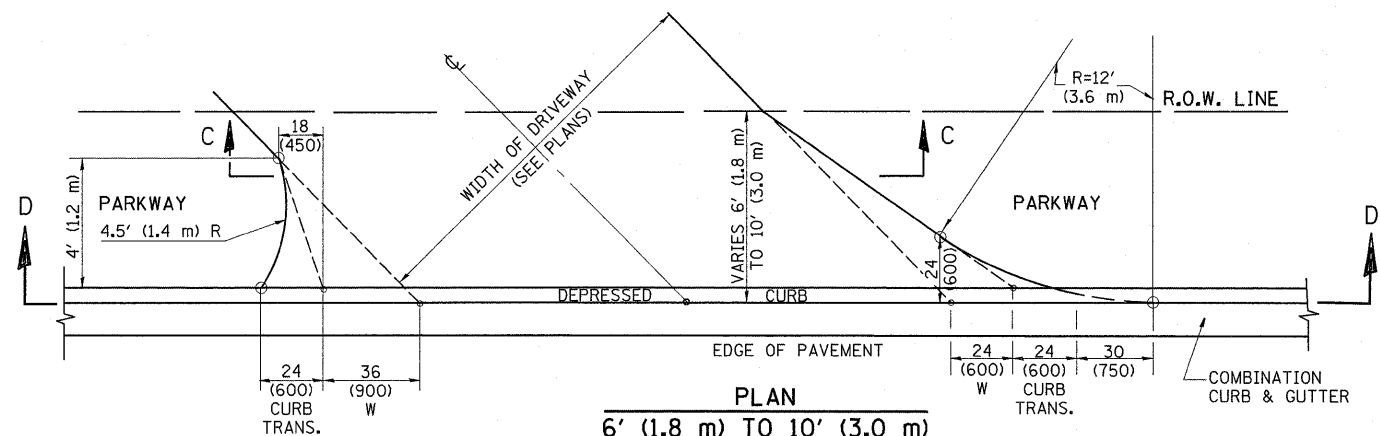 R=12'
(3.6 m)
R.O.W. LINE
C
18
(450)
WIDTH OF DRIVEWAY
(SEE PLANS)
C
4' (1.2 m)
PARKWAY
4.5' (1.4 m) R
VARIES 6' (1.8 m)
TO 10' (3.0 m)
PARKWAY
D
D
24
(600)
DEPRESSED CURB
EDGE OF PAVEMENT
24
(600)
CURB
TRANS.
36
(900)
W
24
(600)
W
24
(600)
CURB
TRANS.
30
(750)
COMBINATION
CURB & GUTTER
PLAN
6' (1.8 m) TO 10' (3.0 m)